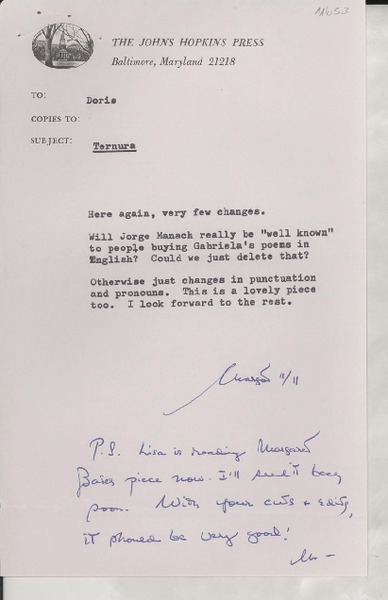 THE JOHNS HOPKINS PRESS
Baltimore, Maryland 21218
TO: Doris
COPIES TO:
SUBJECT: Ternura
Here again, very few changes.
Will Jorge Manach really be "well known"
to people buying Gabriela's poems in
English? Could we just delete that?
Otherwise just changes in punctuation
and pronouns. This is a lovely piece
too. I look forward to the rest.
11/11
P.S. Lisa is reading Margaret
piece now. I'll send it back
soon. With your cuts & edits,
it should be very good!
M—